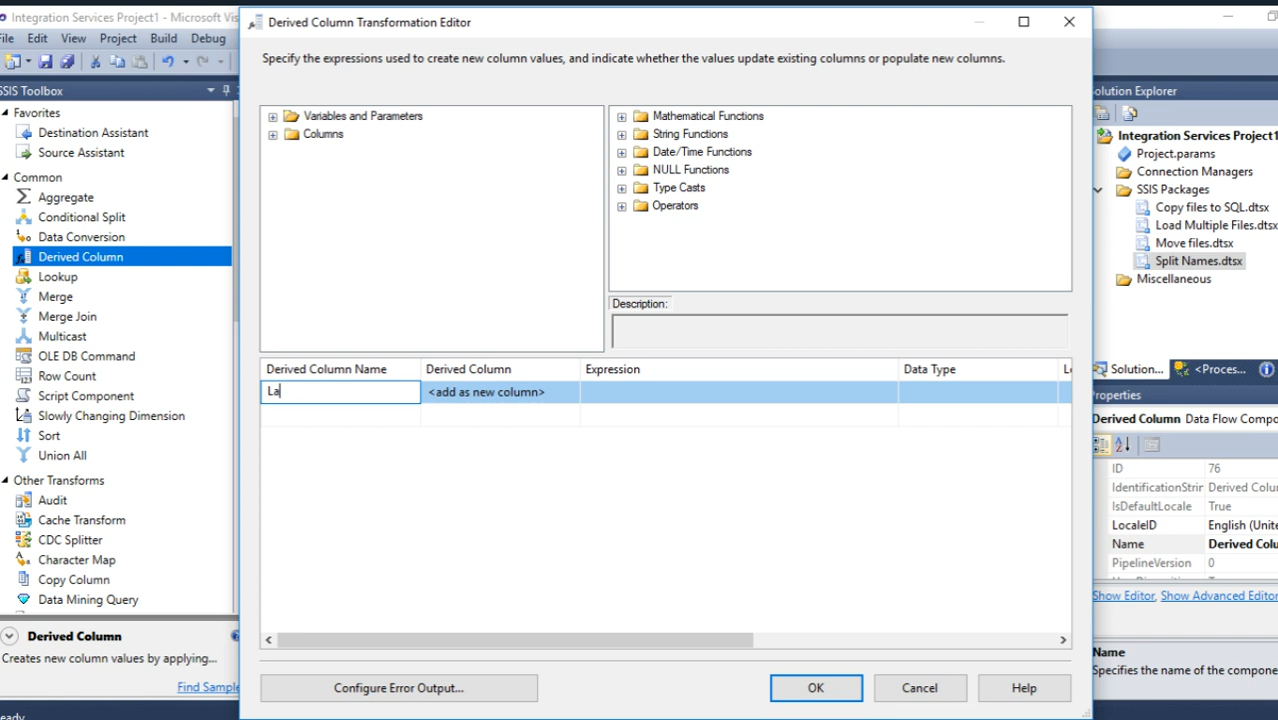 Integration Services Project1 - Microsoft Vis
File Edit View Project Build Debug
SSIS Toolbox
Favorites
Destination Assistant
Source Assistant
Common
Aggregate
Conditional Split
Data Conversion
Derived Column
Lookup
Merge
Merge Join
Multicast
OLE DB Command
Row Count
Script Component
Slowly Changing Dimension
Sort
Union All
Other Transforms
Audit
Cache Transform
CDC Splitter
Character Map
Copy Column
Data Mining Query
Derived Column
Creates new column values by applying...
Find Sample
eady
Derived Column Transformation Editor
Specify the expressions used to create new column values, and indicate whether the values update existing columns or populate new columns.
Variables and Parameters
Columns
Mathematical Functions
String Functions
Date/Time Functions
NULL Functions
Type Casts
Operators
Description:
Derived Column Name Derived Column Expression Data Type Le
La <add as new column>
Configure Error Output... OK Cancel Help
olution Explorer
Integration Services Project1
Project.params
Connection Managers
SSIS Packages
Copy files to SQL.dtsx
Load Multiple Files.dtsx
Move files.dtsx
Split Names.dtsx
Miscellaneous
Solution... <Proces...
Properties
Derived Column Data Flow Compo
ID 76
IdentificationStrin Derived Colu
IsDefaultLocale True
LocaleID English (Unite
Name Derived Colu
PipelineVersion 0
Show Editor, Show Advanced Editor
Name
Specifies the name of the compone